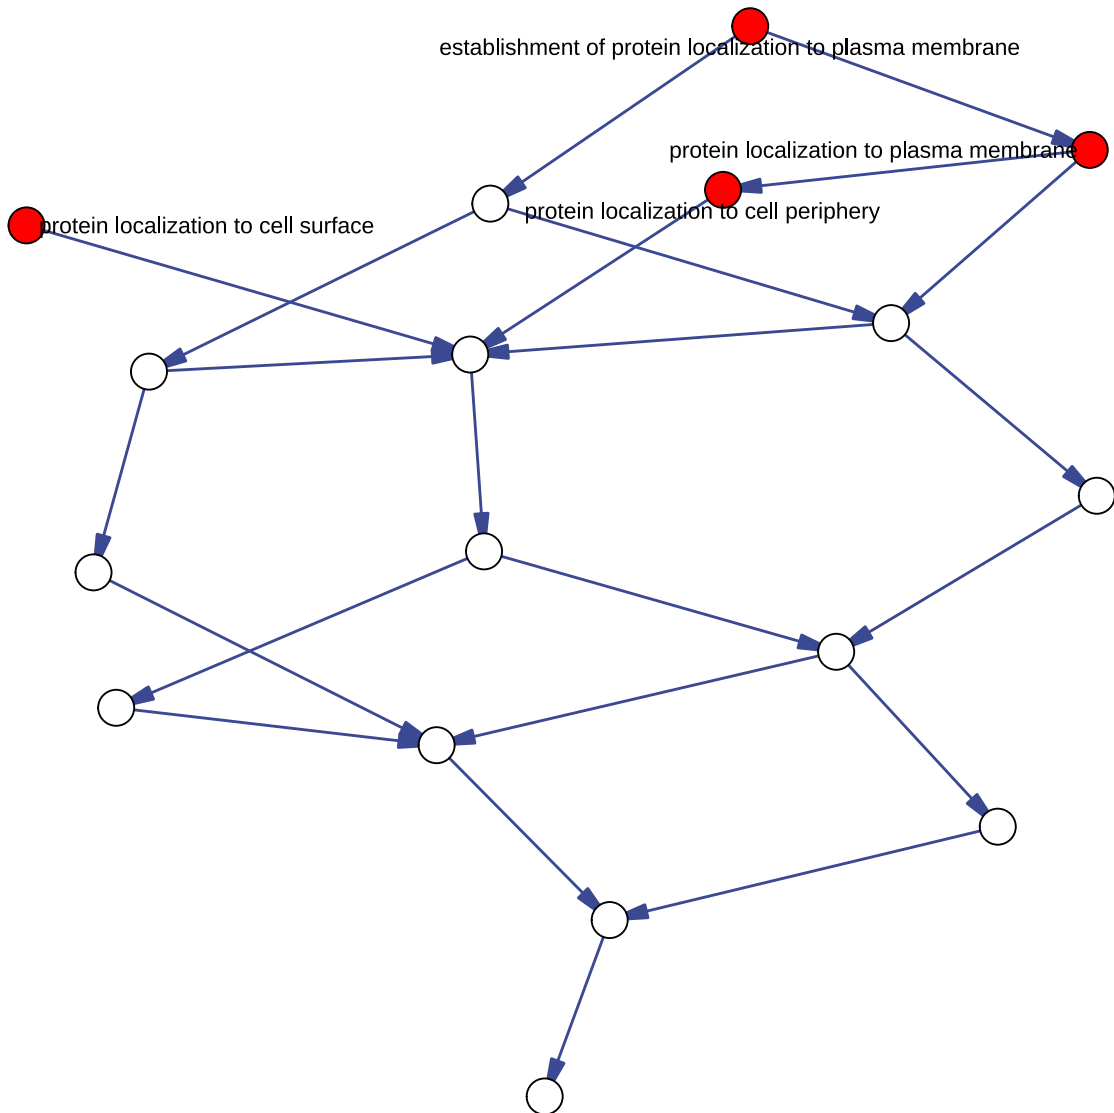 establishment of protein localization to plasma membrane
protein localization to plasma membrane
protein localization to cell periphery
protein localization to cell surface